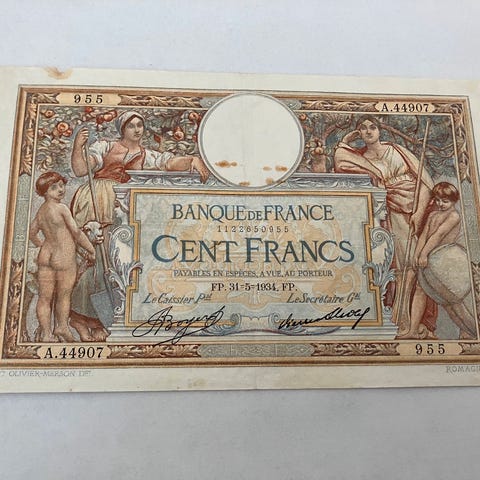 955
A.44907
BANQUE DE FRANCE
1122650955
CENT FRANCS
PAYABLES EN ESPÈCES, A VUE, AU PORTEUR
FP. 31-5-1934. FP.
Le Caissier Pal
Le Secrétaire Gal
A.44907
955
OLIVIER-MERSON DEL